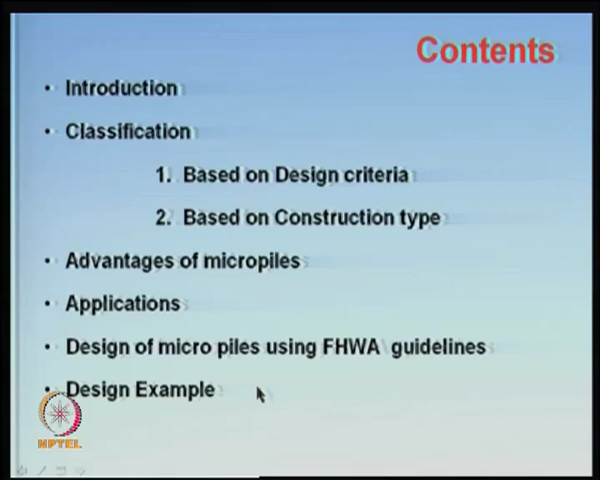 Contents
• Introduction
• Classification
1. Based on Design criteria
2. Based on Construction type
• Advantages of micropiles
• Applications
• Design of micro piles using FHWA guidelines
• Design Example
NPTEL